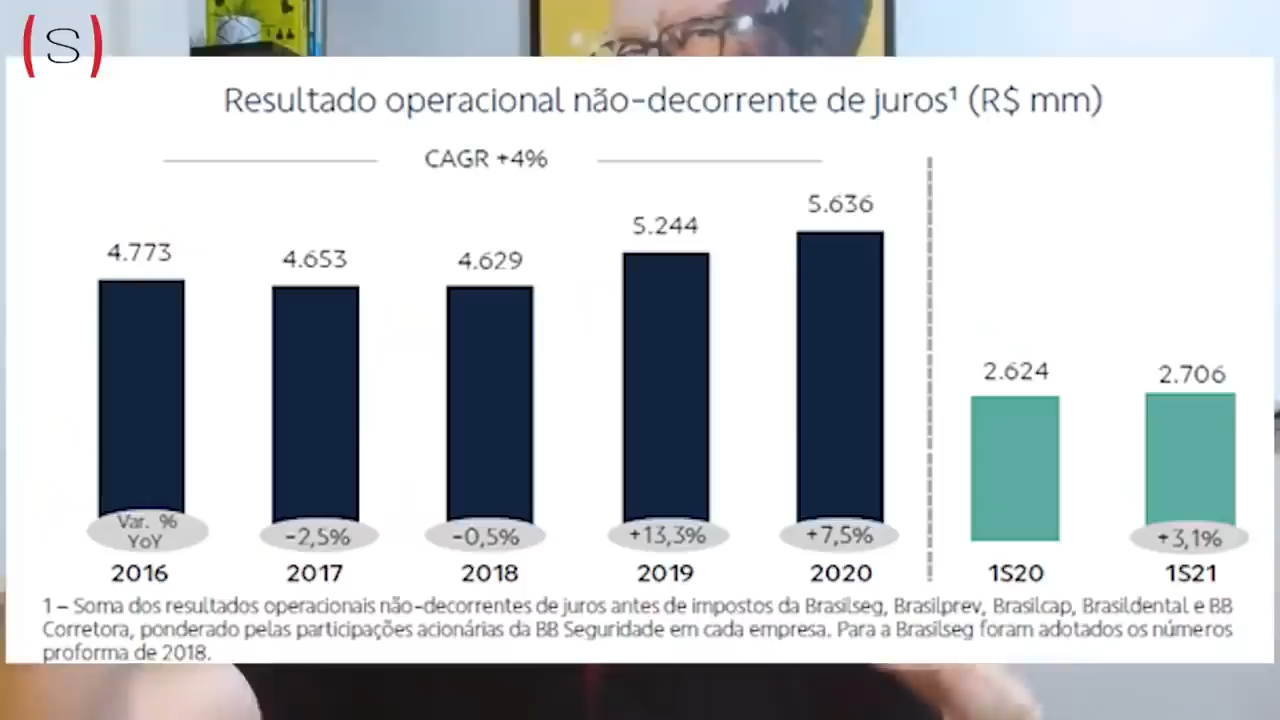 (S)
Resultado operacional não-decorrente de juros¹ (R$ mm)
CAGR +4%
4.773
4.653
4.629
5.244
5.636
2.624
2.706
Var. %
YoY
-2,5%
-0,5%
+13,3%
+7,5%
+3,1%
2016
2017
2018
2019
2020
1S20
1S21
1 – Soma dos resultados operacionais não-decorrentes de juros antes de impostos da Brasilseg, Brasilprev, Brasilcap, Brasildental e BB
Corretora, ponderado pelas participações acionárias da BB Seguridade em cada empresa. Para a Brasilseg foram adotados os números
proforma de 2018.